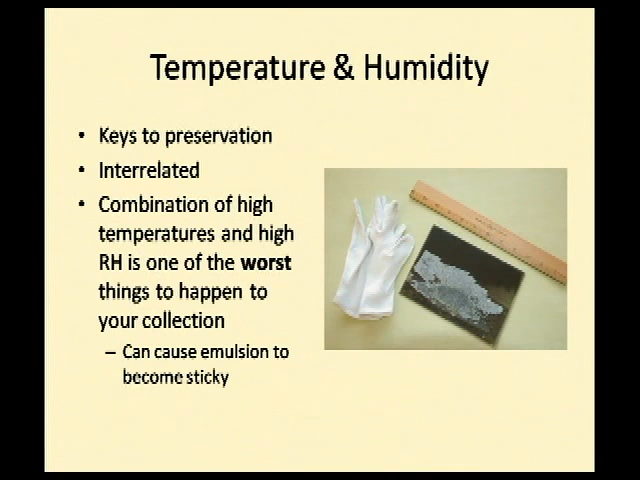 Temperature & Humidity
• Keys to preservation
• Interrelated
• Combination of high
temperatures and high
RH is one of the worst
things to happen to
your collection
– Can cause emulsion to
become sticky